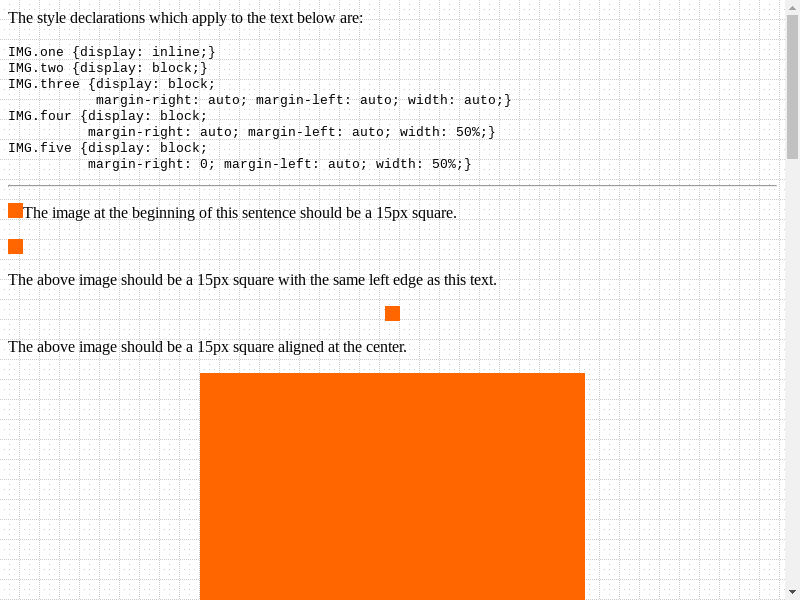 The style declarations which apply to the text below are:
IMG.one {display: inline;}
IMG.two {display: block;}
IMG.three {display: block;
margin-right: auto; margin-left: auto; width: auto;}
IMG.four {display: block;
margin-right: auto; margin-left: auto; width: 50%;}
IMG.five {display: block;
margin-right: 0; margin-left: auto; width: 50%;}
The image at the beginning of this sentence should be a 15px square.
The above image should be a 15px square with the same left edge as this text.
The above image should be a 15px square aligned at the center.